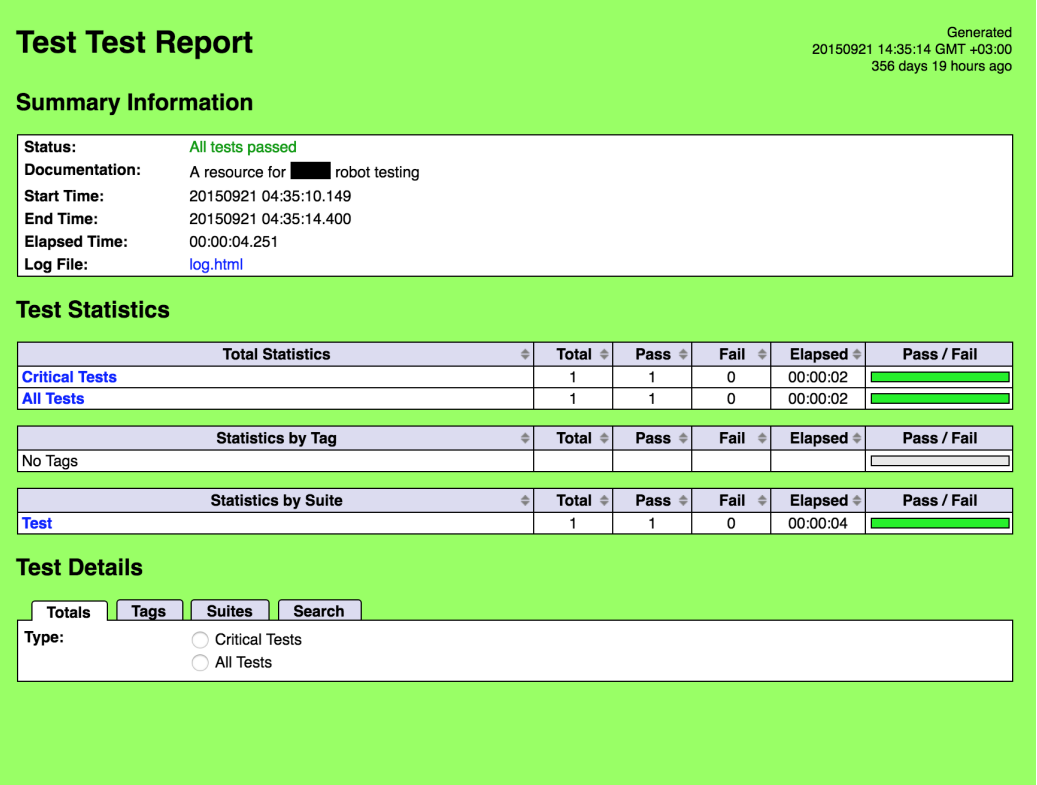 Test Test Report
Generated
20150921 14:35:14 GMT +03:00
356 days 19 hours ago
Summary Information
Status: All tests passed
Documentation: A resource for robot testing
Start Time: 20150921 04:35:10.149
End Time: 20150921 04:35:14.400
Elapsed Time: 00:00:04.251
Log File: log.html
Test Statistics
Total Statistics Total Pass Fail Elapsed Pass / Fail
Critical Tests 1 1 0 00:00:02
All Tests 1 1 0 00:00:02
Statistics by Tag Total Pass Fail Elapsed Pass / Fail
No Tags
Statistics by Suite Total Pass Fail Elapsed Pass / Fail
Test 1 1 0 00:00:04
Test Details
Totals Tags Suites Search
Type: Critical Tests
All Tests